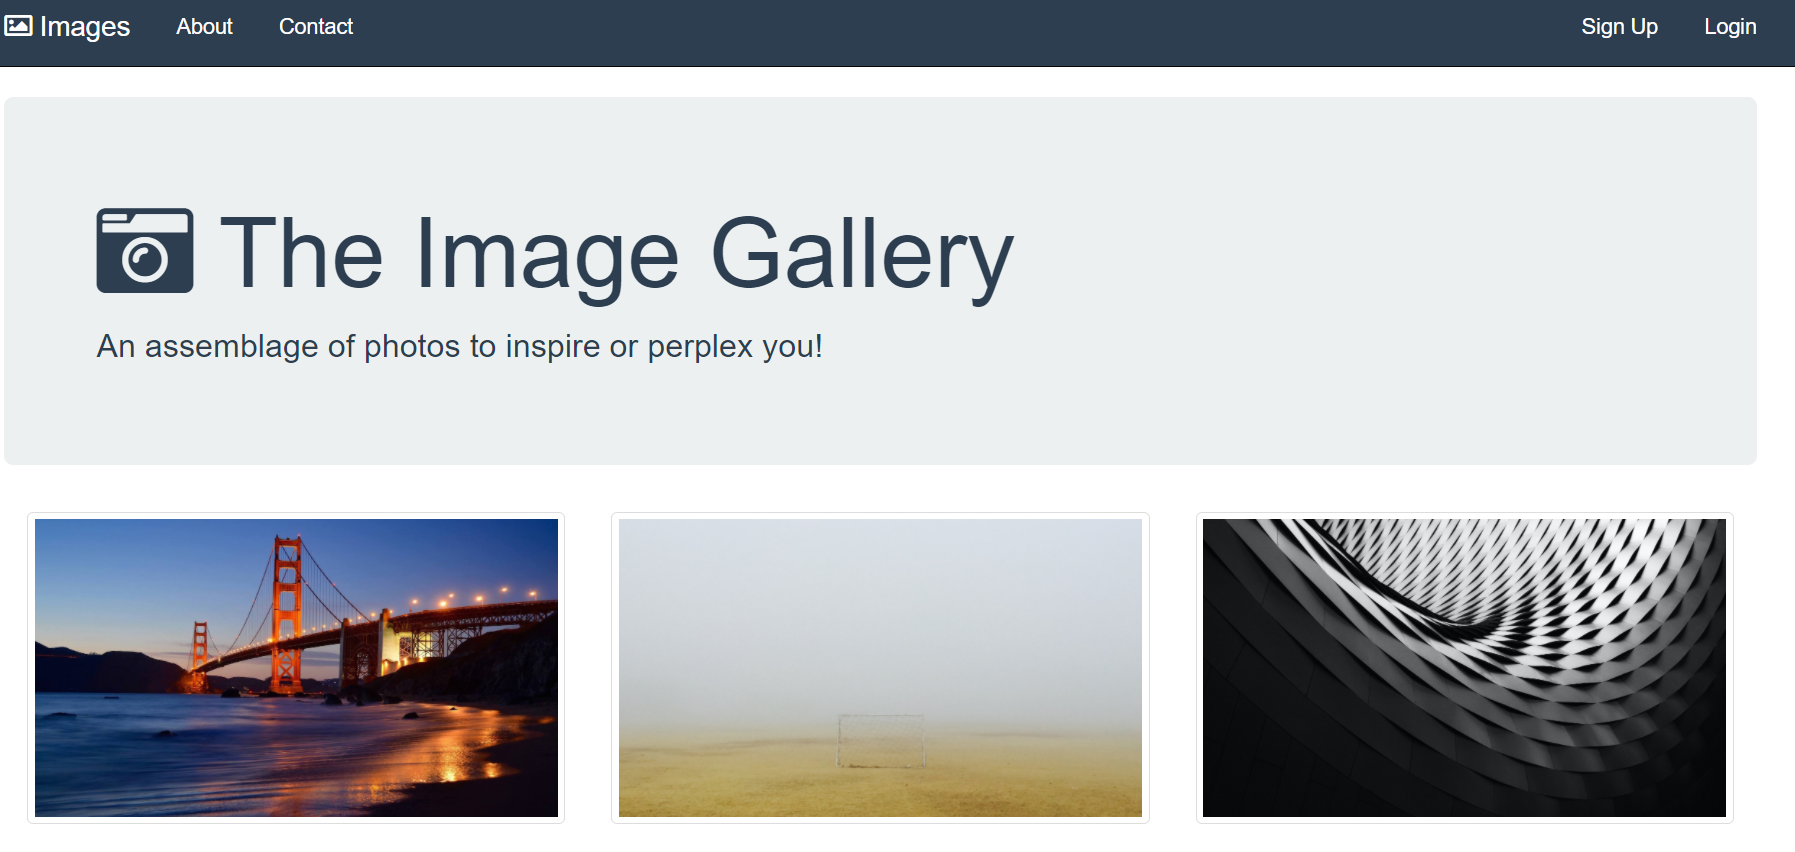 Images About Contact Sign Up Login
The Image Gallery
An assemblage of photos to inspire or perplex you!